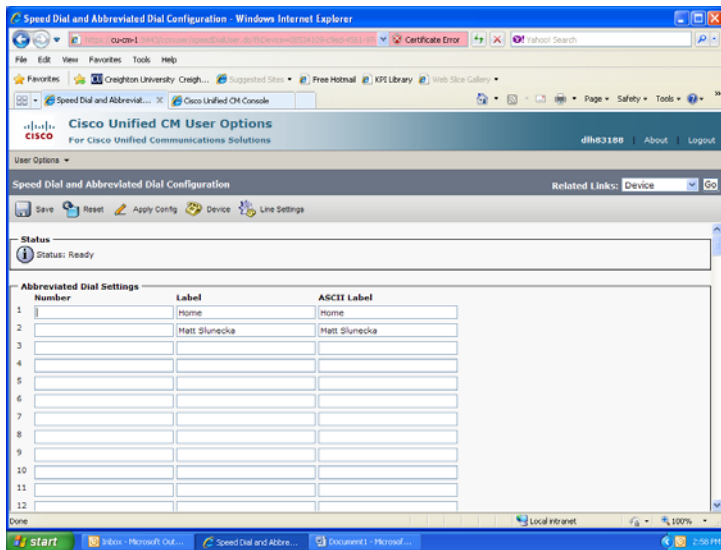 Speed Dial and Abbreviated Dial Configuration - Windows Internet Explorer
cu-cm-1
Certificate Error
Yahoo! Search
File Edit View Favorites Tools Help
Favorites Creighton University Creigh... Suggested Sites Free Hotmail KPI Library Web Slice Gallery
Speed Dial and Abbreviat... Cisco Unified CM Console
Page Safety Tools
CISCO
Cisco Unified CM User Options
For Cisco Unified Communications Solutions
dlh83188 | About | Logout
User Options
Speed Dial and Abbreviated Dial Configuration
Related Links: Device Go
Save Reset Apply Config Device Line Settings
Status
Status: Ready
Abbreviated Dial Settings
Number Label ASCII Label
1 Home Home
2 Matt Slunecka Matt Slunecka
3
4
5
6
7
8
9
10
11
12
Done Local intranet 100%
start Inbox - Microsoft Out... Speed Dial and Abbre... Document1 - Microsof... 2:58 PM